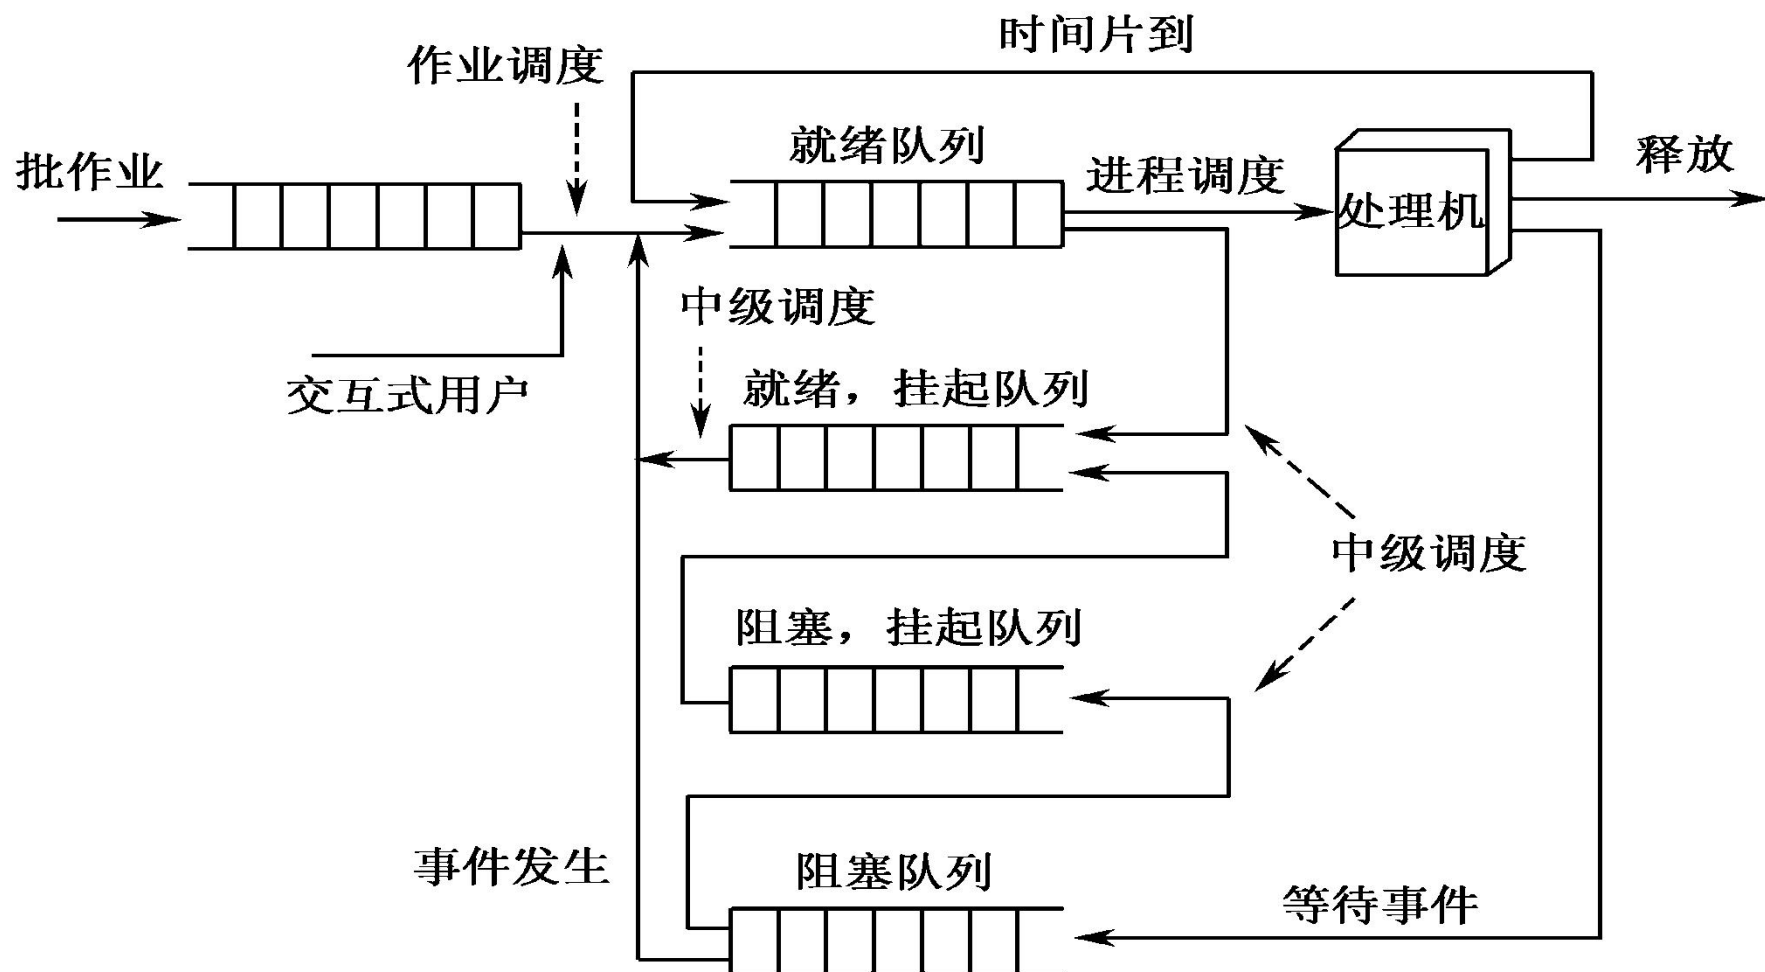 时间片到
作业调度
就绪队列
批作业
进程调度
释放
处理机
中级调度
交互式用户
就绪，挂起队列
中级调度
阻塞，挂起队列
事件发生
阻塞队列
等待事件